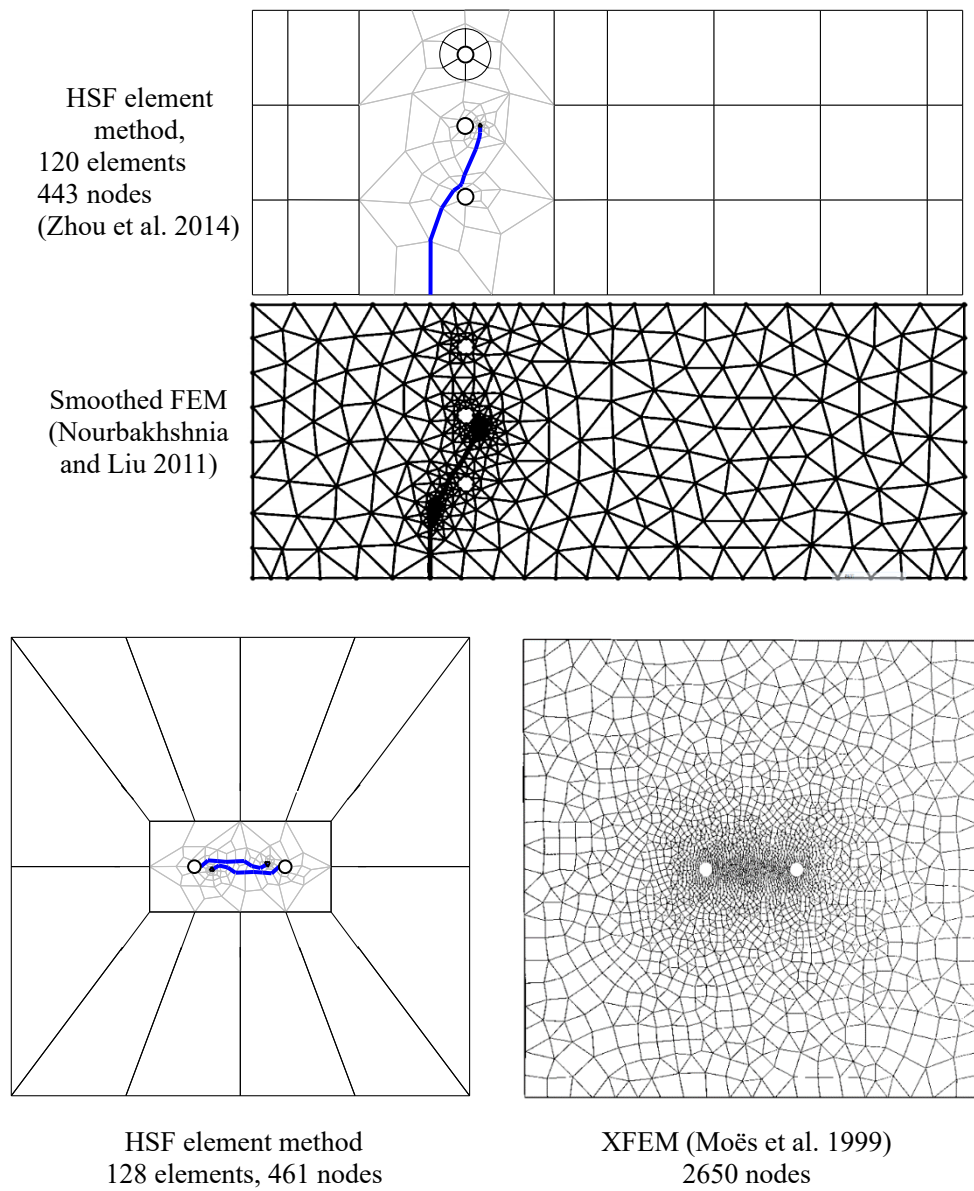 HSF element
method,
120 elements
443 nodes
(Zhou et al. 2014)
Smoothed FEM
(Nourbakhshnia
and Liu 2011)
HSF element method
128 elements, 461 nodes
XFEM (Moës et al. 1999)
2650 nodes